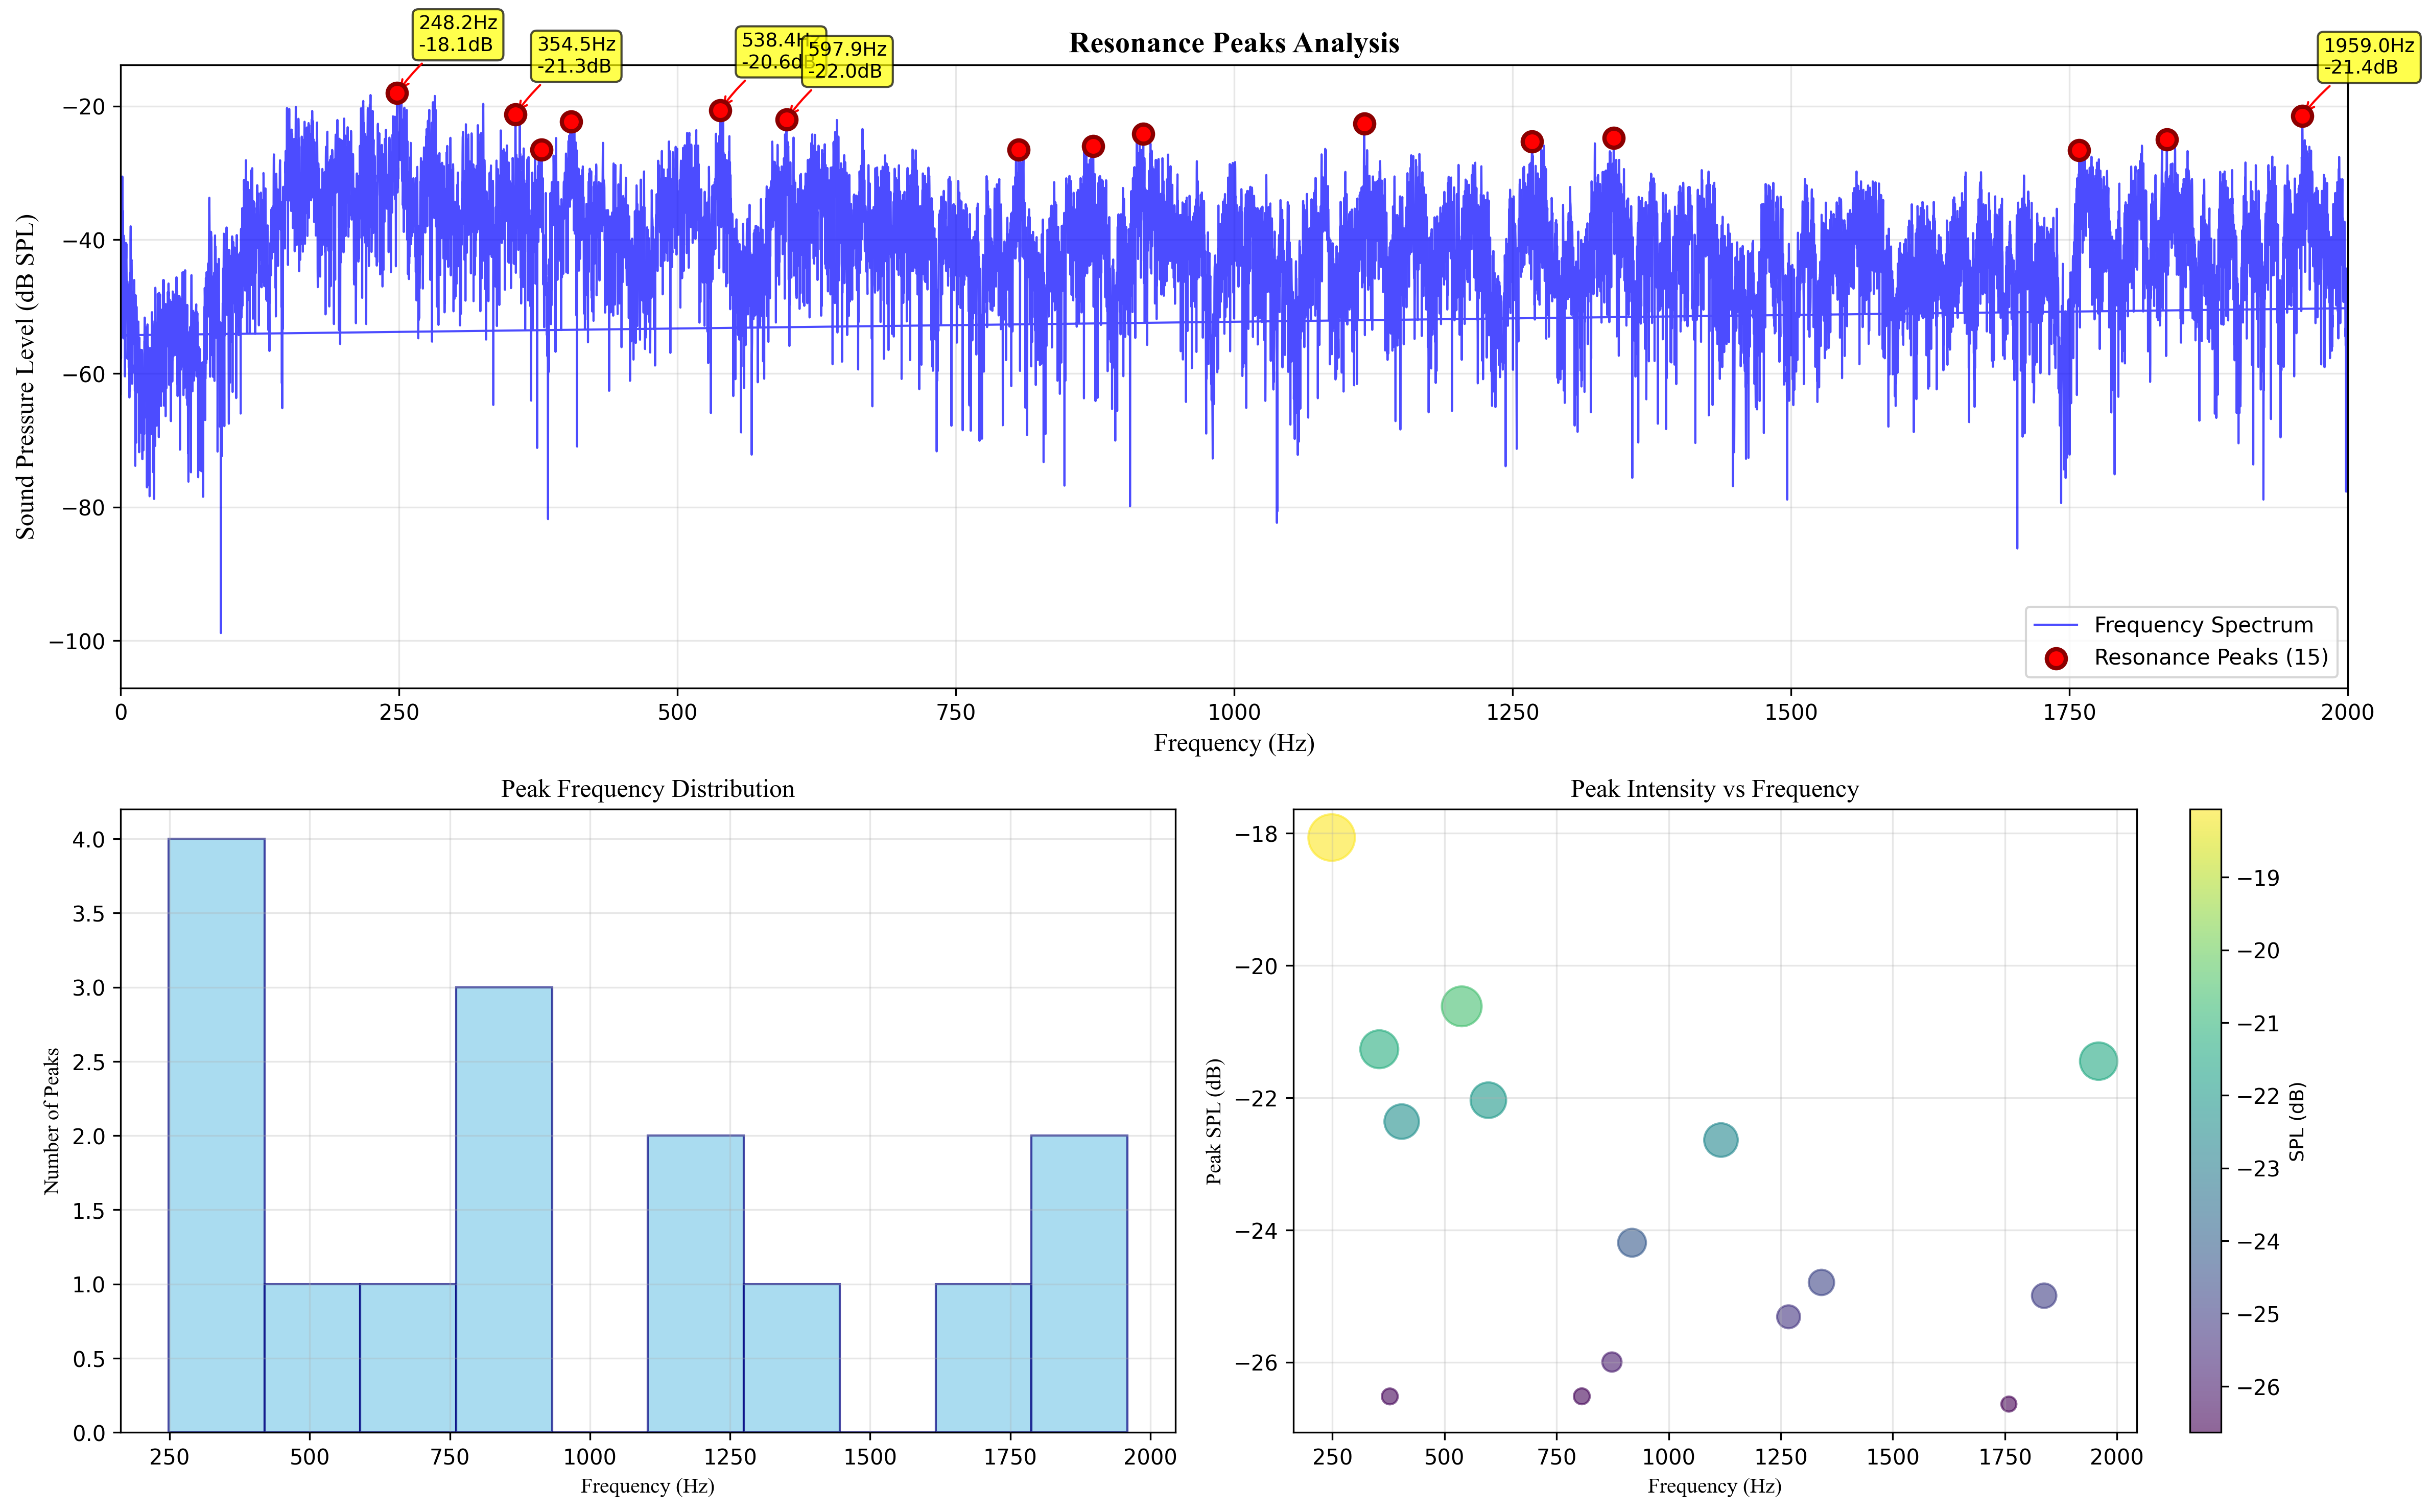 248.2Hz
-18.1dB
354.5Hz
-21.3dB
538.4Hz
-20.6dB
597.9Hz
-22.0dB
1959.0Hz
-21.4dB
Resonance Peaks Analysis
Sound Pressure Level (dB SPL)
−20
−40
−60
−80
−100
Frequency Spectrum
Resonance Peaks (15)
0
250
500
750
1000
1250
1500
1750
2000
Frequency (Hz)
Peak Frequency Distribution
Number of Peaks
4.0
3.5
3.0
2.5
2.0
1.5
1.0
0.5
0.0
250
500
750
1000
1250
1500
1750
2000
Frequency (Hz)
Peak Intensity vs Frequency
Peak SPL (dB)
−18
−20
−22
−24
−26
250
500
750
1000
1250
1500
1750
2000
Frequency (Hz)
−19
−20
−21
−22
−23
−24
−25
−26
SPL (dB)